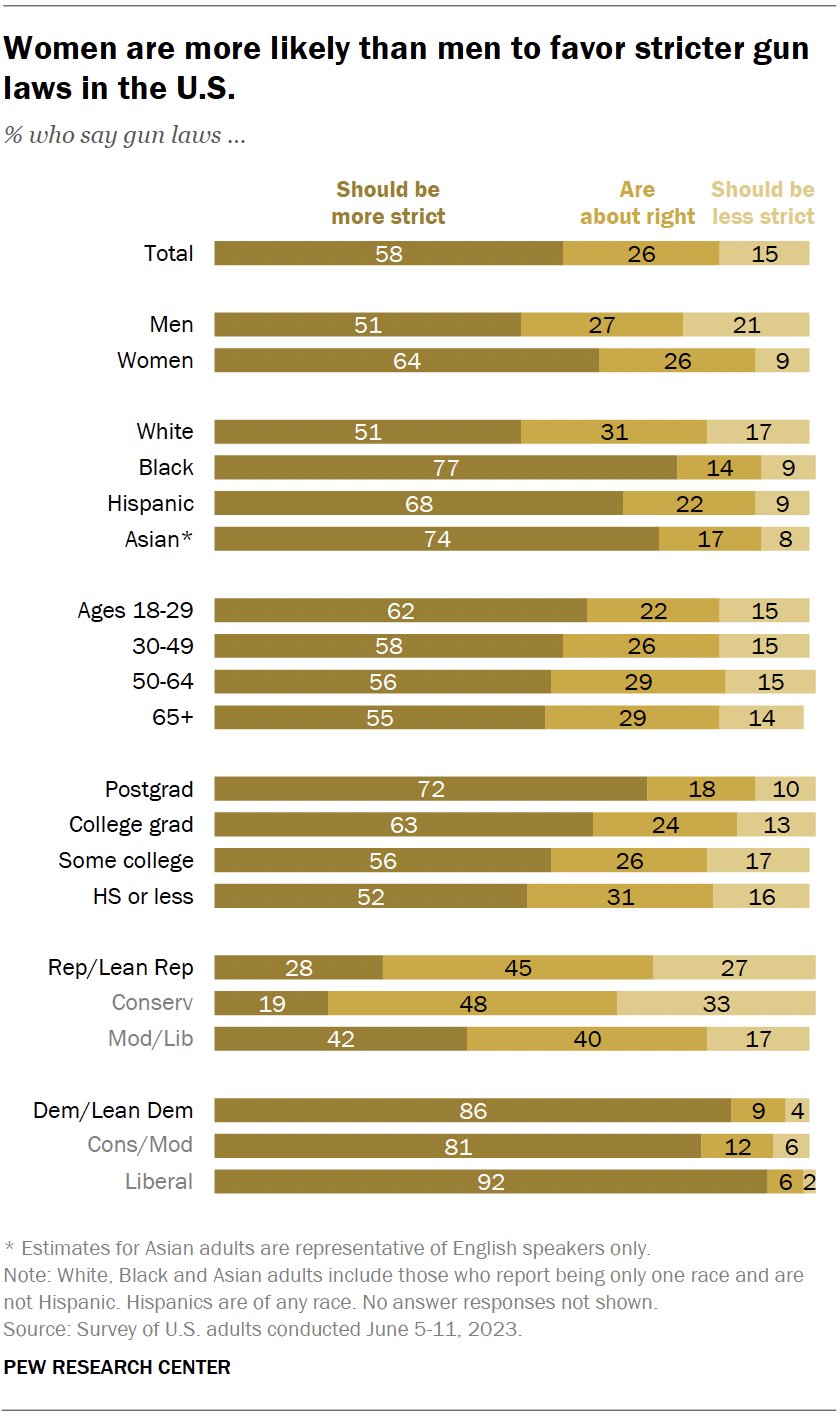 Women are more likely than men to favor stricter gun
laws in the U.S.
% who say gun laws ...
Should be more strict
Are about right
Should be less strict
Total 58 26 15
Men 51 27 21
Women 64 26 9
White 51 31 17
Black 77 14 9
Hispanic 68 22 9
Asian* 74 17 8
Ages 18-29 62 22 15
30-49 58 26 15
50-64 56 29 15
65+ 55 29 14
Postgrad 72 18 10
College grad 63 24 13
Some college 56 26 17
HS or less 52 31 16
Rep/Lean Rep 28 45 27
Conserv 19 48 33
Mod/Lib 42 40 17
Dem/Lean Dem 86 9 4
Cons/Mod 81 12 6
Liberal 92 6 2
* Estimates for Asian adults are representative of English speakers only.
Note: White, Black and Asian adults include those who report being only one race and are
not Hispanic. Hispanics are of any race. No answer responses not shown.
Source: Survey of U.S. adults conducted June 5-11, 2023.
PEW RESEARCH CENTER